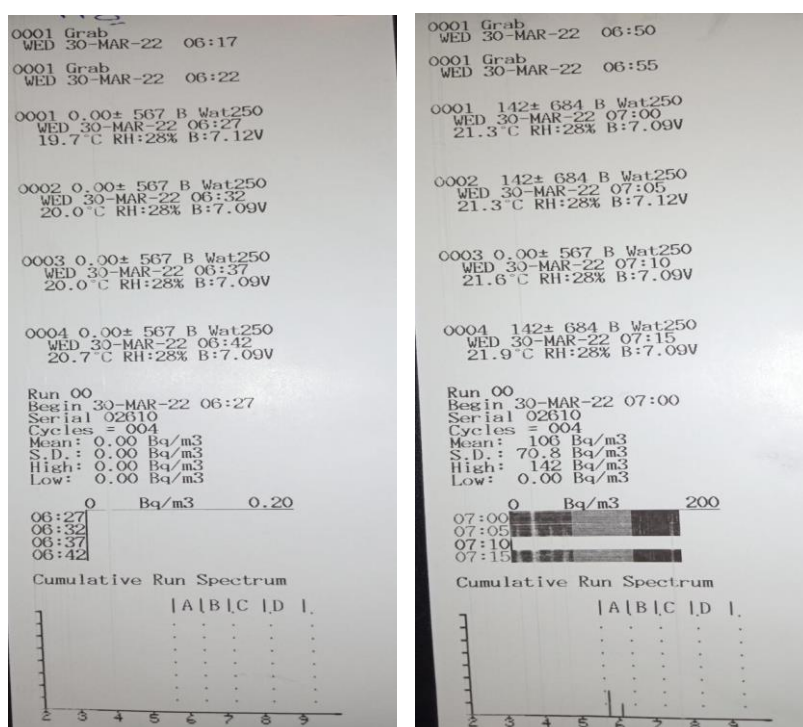 0001 Grab
WED 30-MAR-22 06:17
0001 Grab
WED 30-MAR-22 06:22
0001 0.00± 567 B Wat250
WED 30-MAR-22 06:27
19.7°C RH:28% B:7.12V
0002 0.00± 567 B Wat250
WED 30-MAR-22 06:32
20.0°C RH:28% B:7.09V
0003 0.00± 567 B Wat250
WED 30-MAR-22 06:37
20.0°C RH:28% B:7.09V
0004 0.00± 567 B Wat250
WED 30-MAR-22 06:42
20.7°C RH:28% B:7.09V
Run 00
Begin 30-MAR-22 06:27
Serial 02610
Cycles = 004
Mean: 0.00 Bq/m3
S.D.: 0.00 Bq/m3
High: 0.00 Bq/m3
Low: 0.00 Bq/m3
0 Bq/m3 0.20
06:27
06:32
06:37
06:42
Cumulative Run Spectrum
|A|B|C|D|.
2 3 4 5 6 7 8 9
0001 Grab
WED 30-MAR-22 06:50
0001 Grab
WED 30-MAR-22 06:55
0001 142± 684 B Wat250
WED 30-MAR-22 07:00
21.3°C RH:28% B:7.09V
0002 142± 684 B Wat250
WED 30-MAR-22 07:05
21.3°C RH:28% B:7.12V
0003 0.00± 567 B Wat250
WED 30-MAR-22 07:10
21.6°C RH:28% B:7.09V
0004 142± 684 B Wat250
WED 30-MAR-22 07:15
21.9°C RH:28% B:7.09V
Run 00
Begin 30-MAR-22 07:00
Serial 02610
Cycles = 004
Mean: 106 Bq/m3
S.D.: 70.8 Bq/m3
High: 142 Bq/m3
Low: 0.00 Bq/m3
0 Bq/m3 200
07:00
07:05
07:10
07:15
Cumulative Run Spectrum
|A|B|C|D|.
2 3 4 5 6 7 8 9